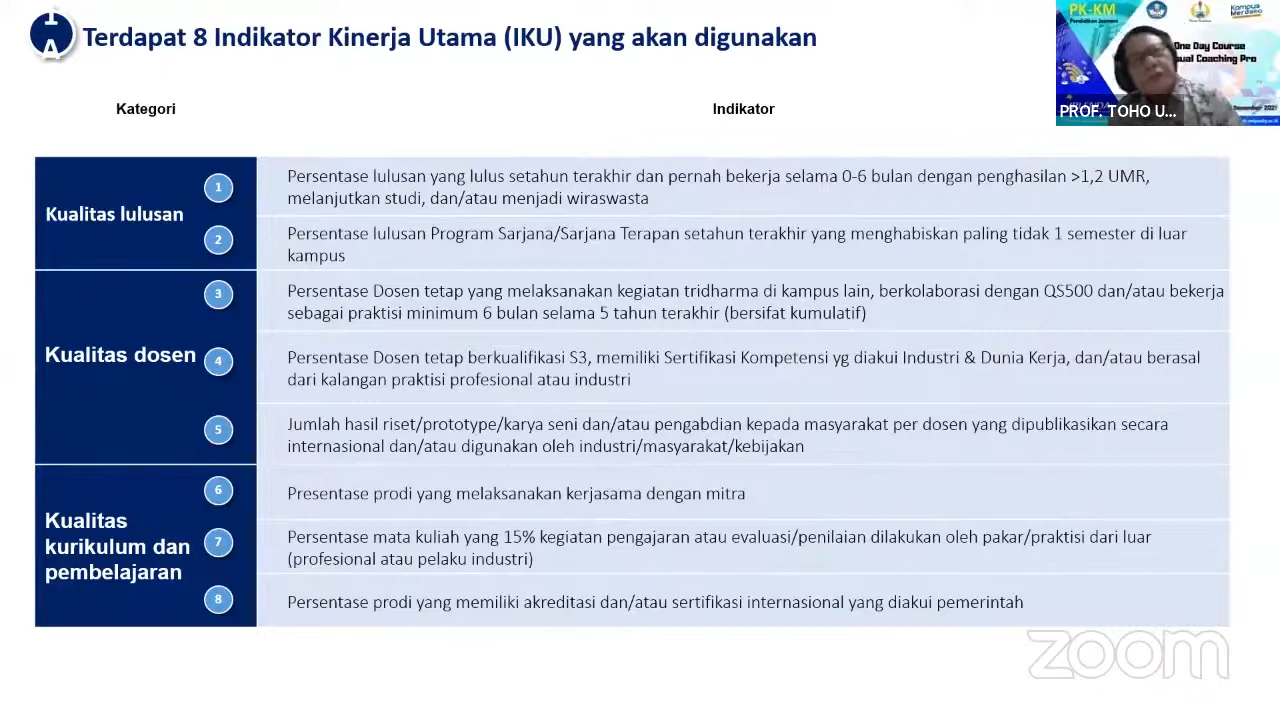 1
A
Terdapat 8 Indikator Kinerja Utama (IKU) yang akan digunakan
PK-KM
Kampus
Merdeka
One Day Course
sual Coaching Pro
Desember 2021
PROF. TOHO U...
Kategori
Indikator
Kualitas lulusan
1
Persentase lulusan yang lulus setahun terakhir dan pernah bekerja selama 0-6 bulan dengan penghasilan >1,2 UMR,
melanjutkan studi, dan/atau menjadi wiraswasta
2
Persentase lulusan Program Sarjana/Sarjana Terapan setahun terakhir yang menghabiskan paling tidak 1 semester di luar
kampus
Kualitas dosen
3
Persentase Dosen tetap yang melaksanakan kegiatan tridharma di kampus lain, berkolaborasi dengan QS500 dan/atau bekerja
sebagai praktisi minimum 6 bulan selama 5 tahun terakhir (bersifat kumulatif)
4
Persentase Dosen tetap berkualifikasi S3, memiliki Sertifikasi Kompetensi yg diakui Industri & Dunia Kerja, dan/atau berasal
dari kalangan praktisi profesional atau industri
5
Jumlah hasil riset/prototype/karya seni dan/atau pengabdian kepada masyarakat per dosen yang dipublikasikan secara
internasional dan/atau digunakan oleh industri/masyarakat/kebijakan
Kualitas
kurikulum dan
pembelajaran
6
Presentase prodi yang melaksanakan kerjasama dengan mitra
7
Persentase mata kuliah yang 15% kegiatan pengajaran atau evaluasi/penilaian dilakukan oleh pakar/praktisi dari luar
(profesional atau pelaku industri)
8
Persentase prodi yang memiliki akreditasi dan/atau sertifikasi internasional yang diakui pemerintah
zoom